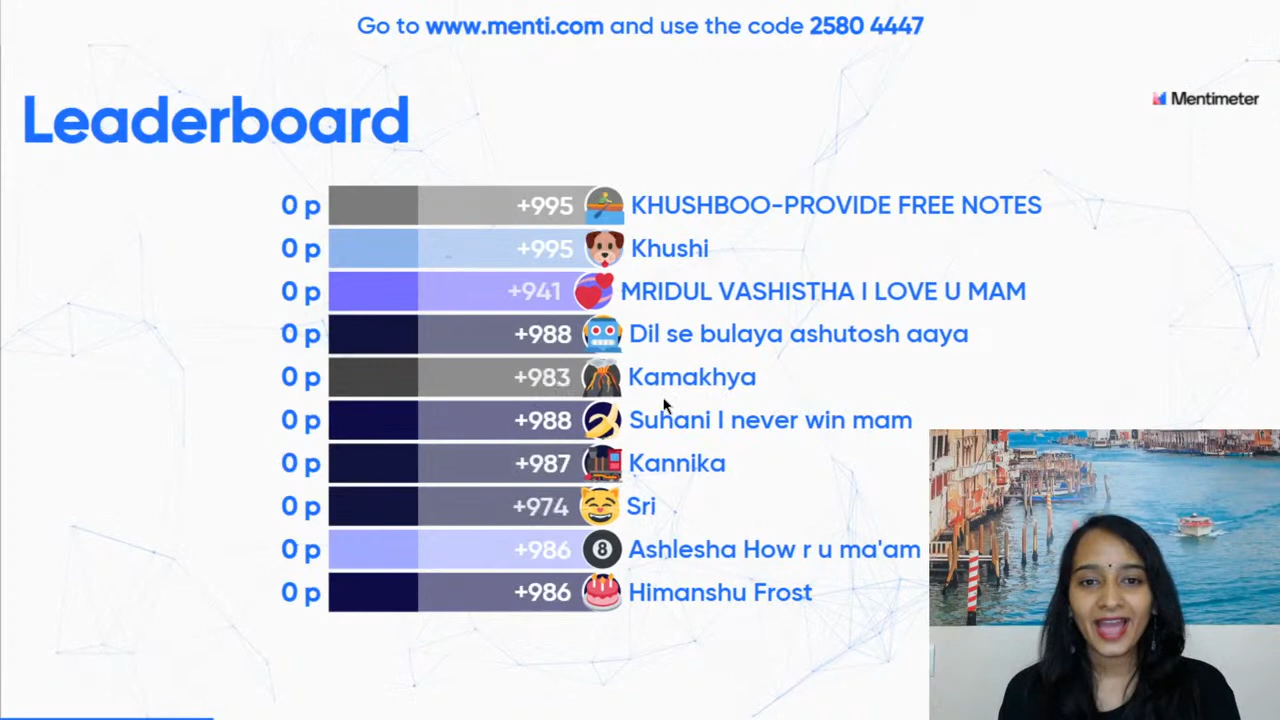 Go to www.menti.com and use the code 2580 4447
Mentimeter
Leaderboard
0 p +995 KHUSHBOO-PROVIDE FREE NOTES
0 p +995 Khushi
0 p +941 MRIDUL VASHISTHA I LOVE U MAM
0 p +988 Dil se bulaya ashutosh aaya
0 p +983 Kamakhya
0 p +988 Suhani I never win mam
0 p +987 Kannika
0 p +974 Sri
0 p +986 8 Ashlesha How r u ma'am
0 p +986 Himanshu Frost